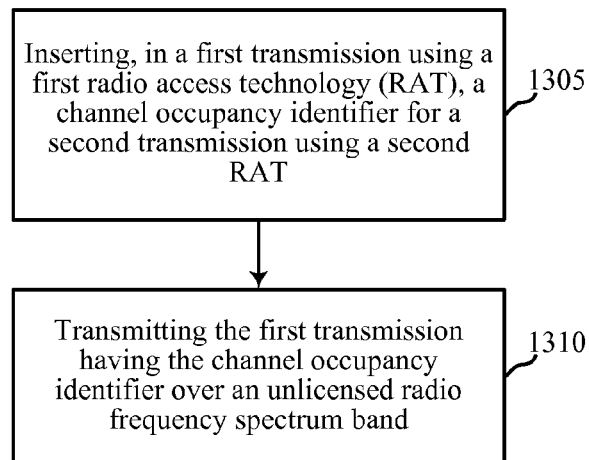 Inserting, in a first transmission using a
first radio access technology (RAT), a
channel occupancy identifier for a
second transmission using a second
RAT
1305
Transmitting the first transmission
having the channel occupancy
identifier over an unlicensed radio
frequency spectrum band
1310